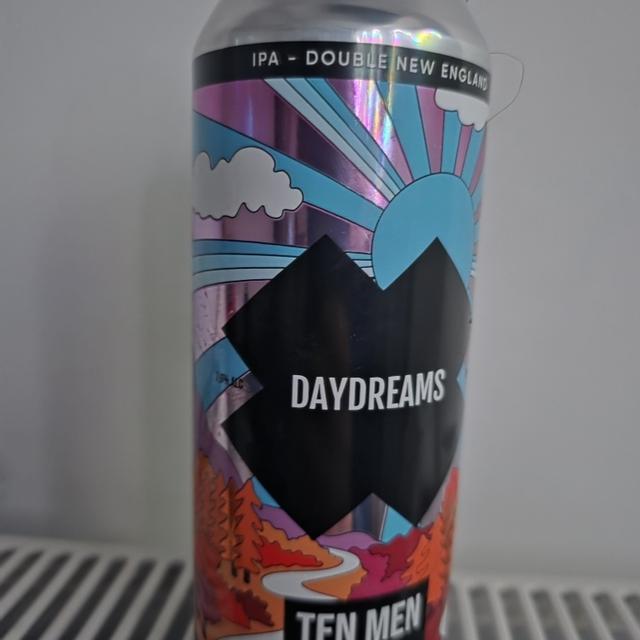 IPA - DOUBLE NEW ENGLAND
DAYDREAMS
TEN MEN